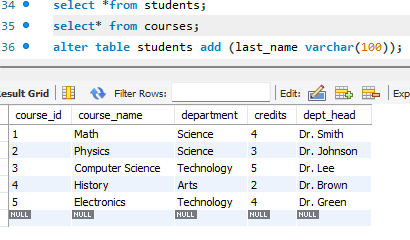 34 select *from students;
35 select* from courses;
36 alter table students add (last_name varchar(100));
Result Grid Filter Rows: Edit:
course_id course_name department credits dept_head
1 Math Science 4 Dr. Smith
2 Physics Science 3 Dr. Johnson
3 Computer Science Technology 5 Dr. Lee
4 History Arts 2 Dr. Brown
5 Electronics Technology 4 Dr. Green
NULL NULL NULL NULL NULL